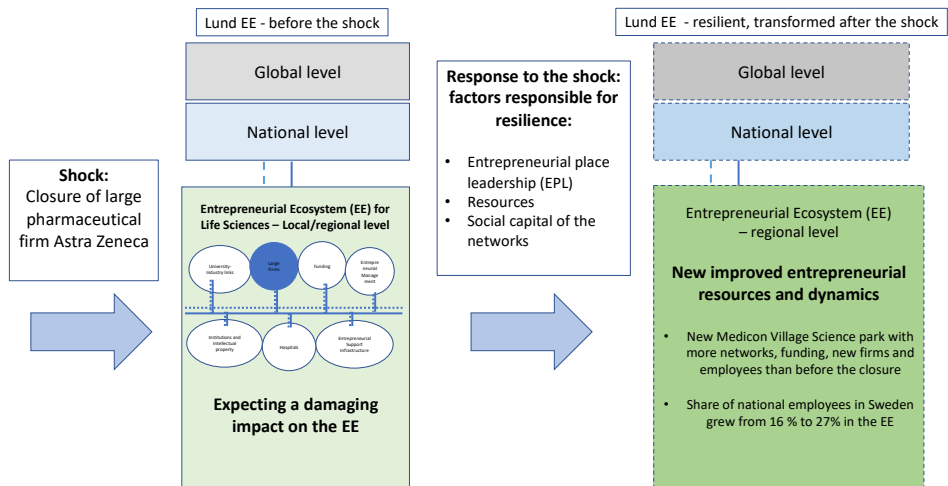 Lund EE - before the shock
Global level
National level
Shock:
Closure of large
pharmaceutical
firm Astra Zeneca
Entrepreneurial Ecosystem (EE) for
Life Sciences – Local/regional level
University-
Industry links
Large
firms
Funding
Entrepre
neurial
Manage
ment
Institutions and
Intellectual
property
Hospitals
Entrepreneurial
Support
Infrastructure
Expecting a damaging
impact on the EE
Response to the shock:
factors responsible for
resilience:
• Entrepreneurial place
leadership (EPL)
• Resources
• Social capital of the
networks
Lund EE - resilient, transformed after the shock
Global level
National level
Entrepreneurial Ecosystem (EE)
– regional level
New improved entrepreneurial
resources and dynamics
• New Medicon Village Science park with
more networks, funding, new firms and
employees than before the closure
• Share of national employees in Sweden
grew from 16 % to 27% in the EE